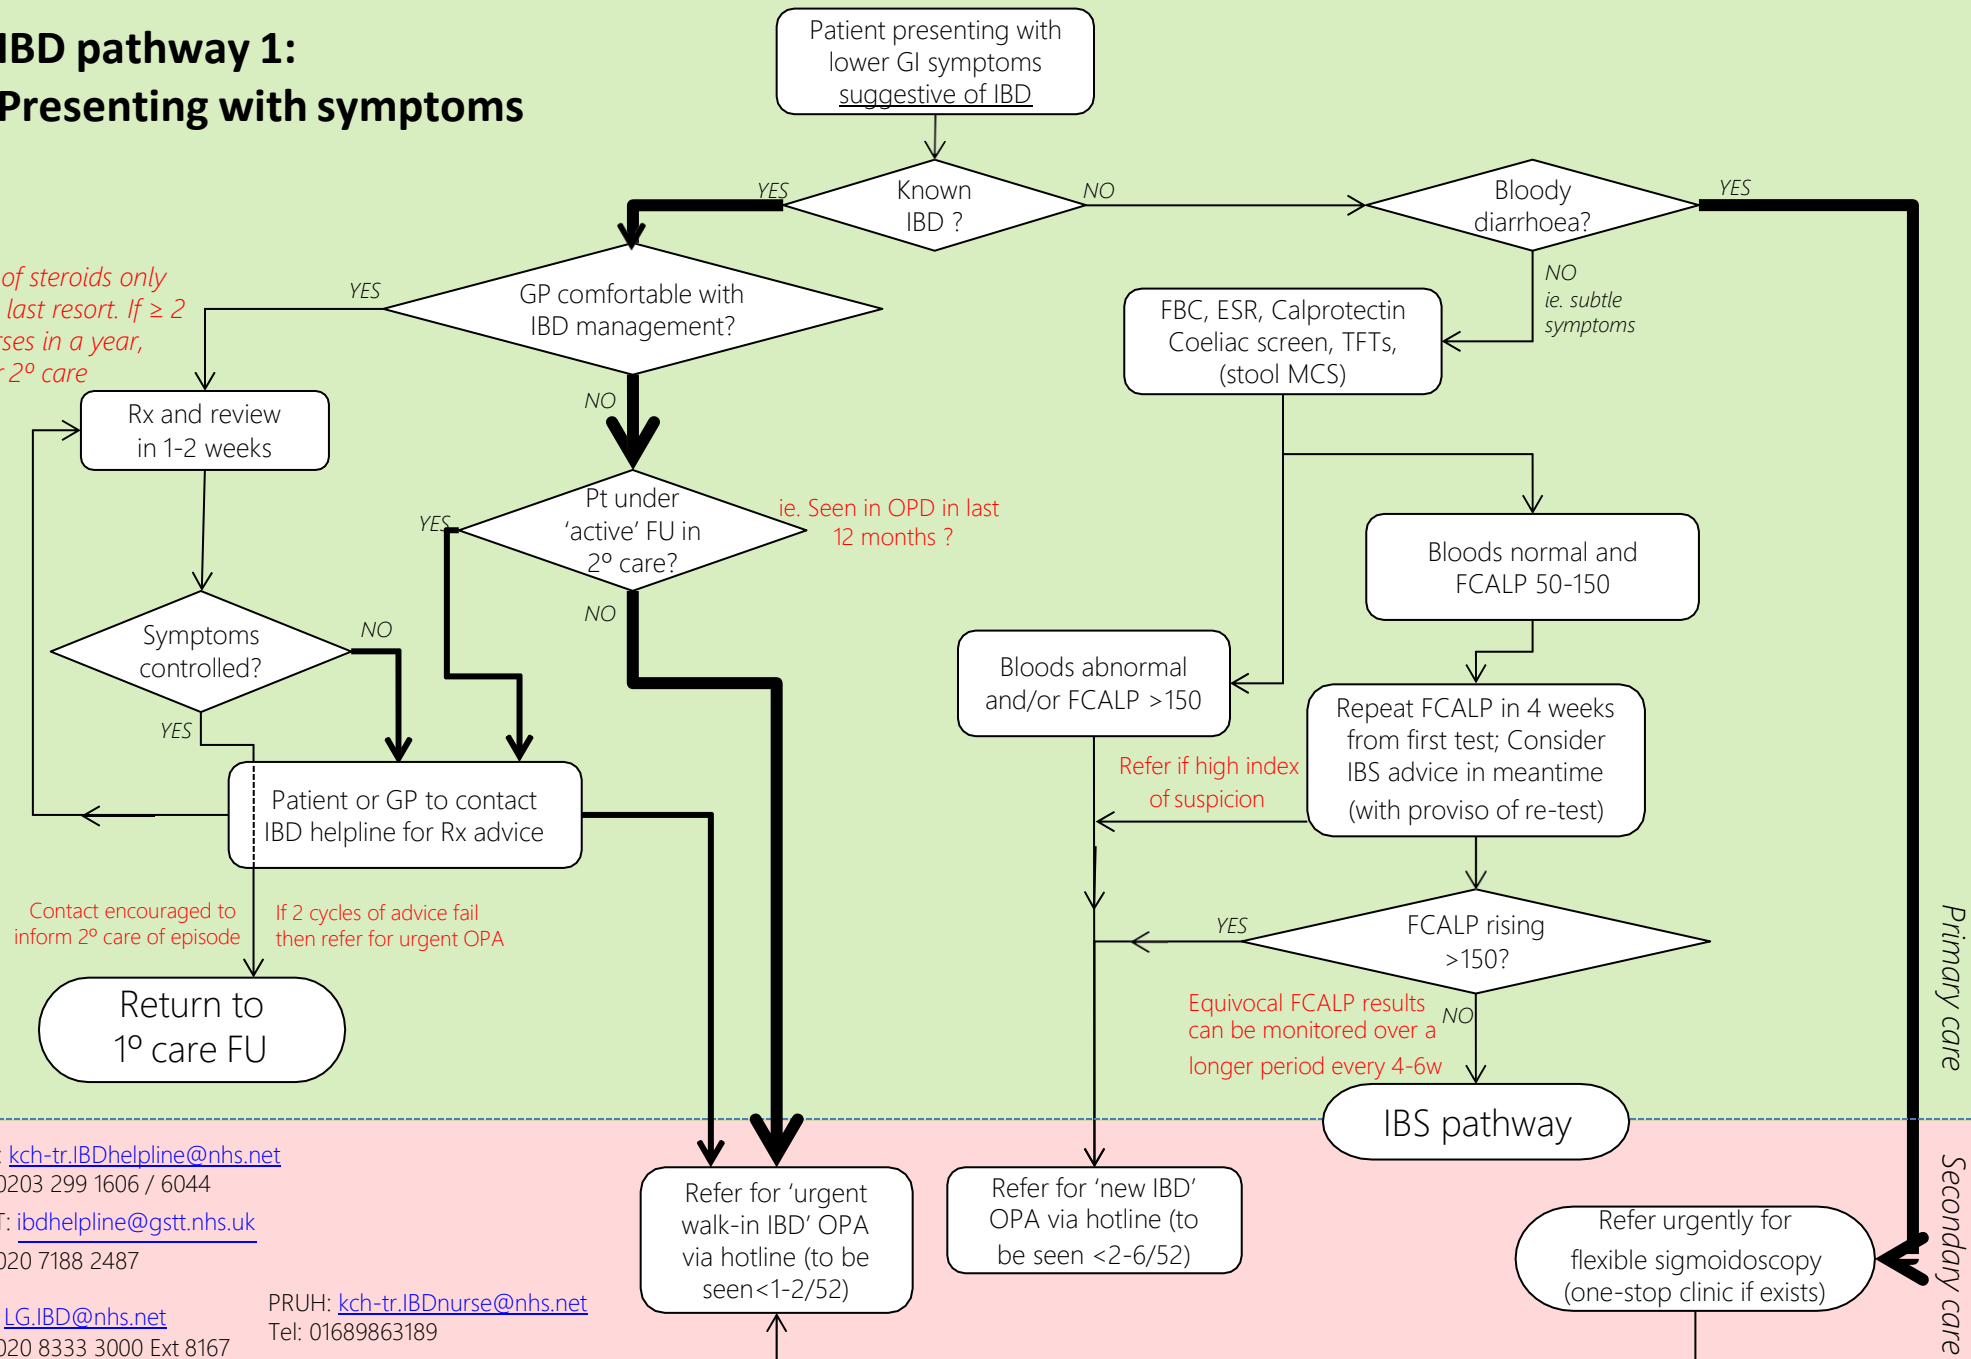 IBD pathway 1:
Presenting with symptoms
Patient presenting with
lower GI symptoms
suggestive of IBD
YES
Known
IBD ?
NO
Bloody
diarrhoea?
YES
NO
ie. subtle
symptoms
of steroids only
last resort. If ≥ 2
in a year,
2º care
YES
GP comfortable with
IBD management?
NO
FBC, ESR, Calprotectin
Coeliac screen, TFTs,
(stool MCS)
Rx and review
in 1-2 weeks
YES
Pt under
‘active’ FU in
2º care?
NO
ie. Seen in OPD in last
12 months ?
Bloods normal and
FCALP 50-150
Symptoms
controlled?
NO
YES
Bloods abnormal
and/or FCALP >150
Repeat FCALP in 4 weeks
from first test; Consider
IBS advice in meantime
(with proviso of re-test)
Refer if high index
of suspicion
Patient or GP to contact
IBD helpline for Rx advice
Contact encouraged to
inform 2º care of episode
If 2 cycles of advice fail
then refer for urgent OPA
Return to
1º care FU
YES
FCALP rising
>150?
NO
Equivocal FCALP results
can be monitored over a
longer period every 4-6w
IBS pathway
Primary care
Secondary care
: kch-tr.IBDhelpline@nhs.net
0203 299 1606 / 6044
T: ibdhelpline@gstt.nhs.uk
020 7188 2487
LG.IBD@nhs.net
020 8333 3000 Ext 8167
PRUH: kch-tr.IBDnurse@nhs.net
Tel: 01689863189
Refer for ‘urgent
walk-in IBD’ OPA
via hotline (to be
seen<1-2/52)
Refer for ‘new IBD’
OPA via hotline (to
be seen <2-6/52)
Refer urgently for
flexible sigmoidoscopy
(one-stop clinic if exists)